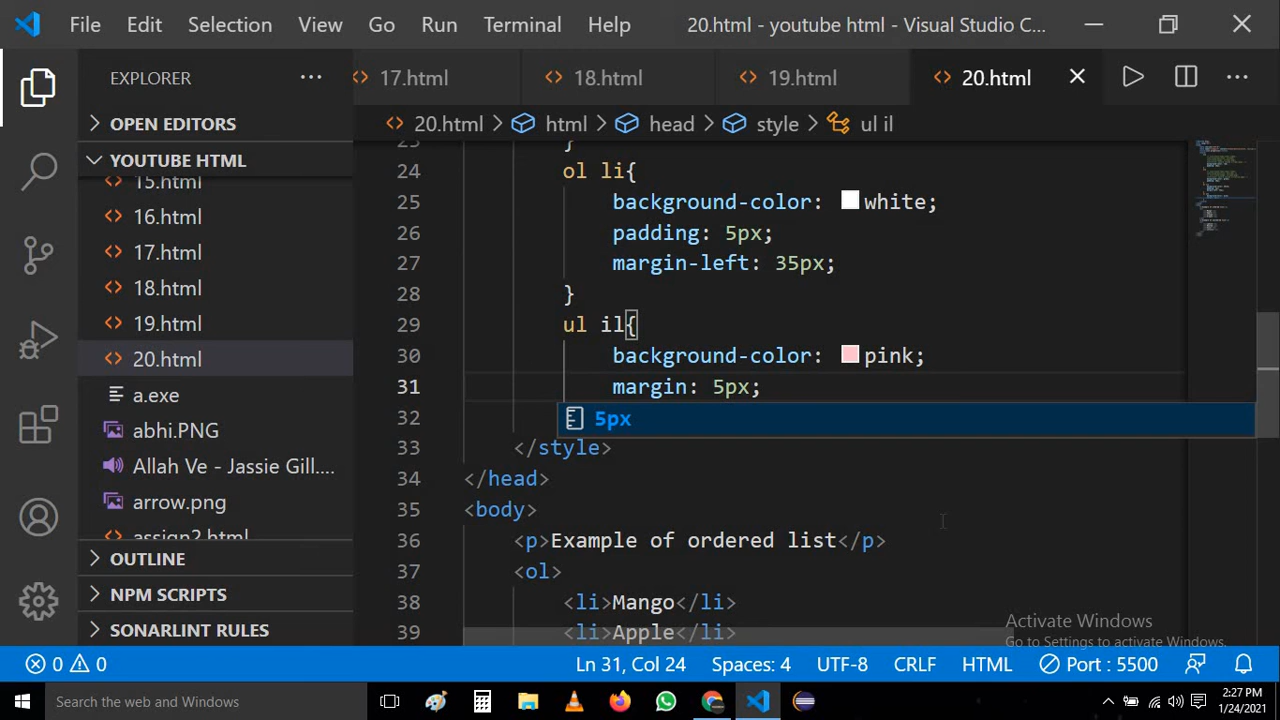 File Edit Selection View Go Run Terminal Help 20.html - youtube html - Visual Studio C...
EXPLORER
17.html 18.html 19.html 20.html
OPEN EDITORS
20.html > html > head > style > ul il
YOUTUBE HTML
15.html
16.html
17.html
18.html
19.html
20.html
a.exe
abhi.PNG
Allah Ve - Jassie Gill....
arrow.png
assign2.html
OUTLINE
NPM SCRIPTS
SONARLINT RULES
23 }
24 ol li{
25 background-color: white;
26 padding: 5px;
27 margin-left: 35px;
28 }
29 ul il{
30 background-color: pink;
31 margin: 5px;
32 5px
33 </style>
34 </head>
35 <body>
36 <p>Example of ordered list</p>
37 <ol>
38 <li>Mango</li>
39 <li>Apple</li>
Activate Windows
Go to Settings to activate Windows.
0 0 Ln 31, Col 24 Spaces: 4 UTF-8 CRLF HTML Port : 5500
Search the web and Windows
2:27 PM
1/24/2021